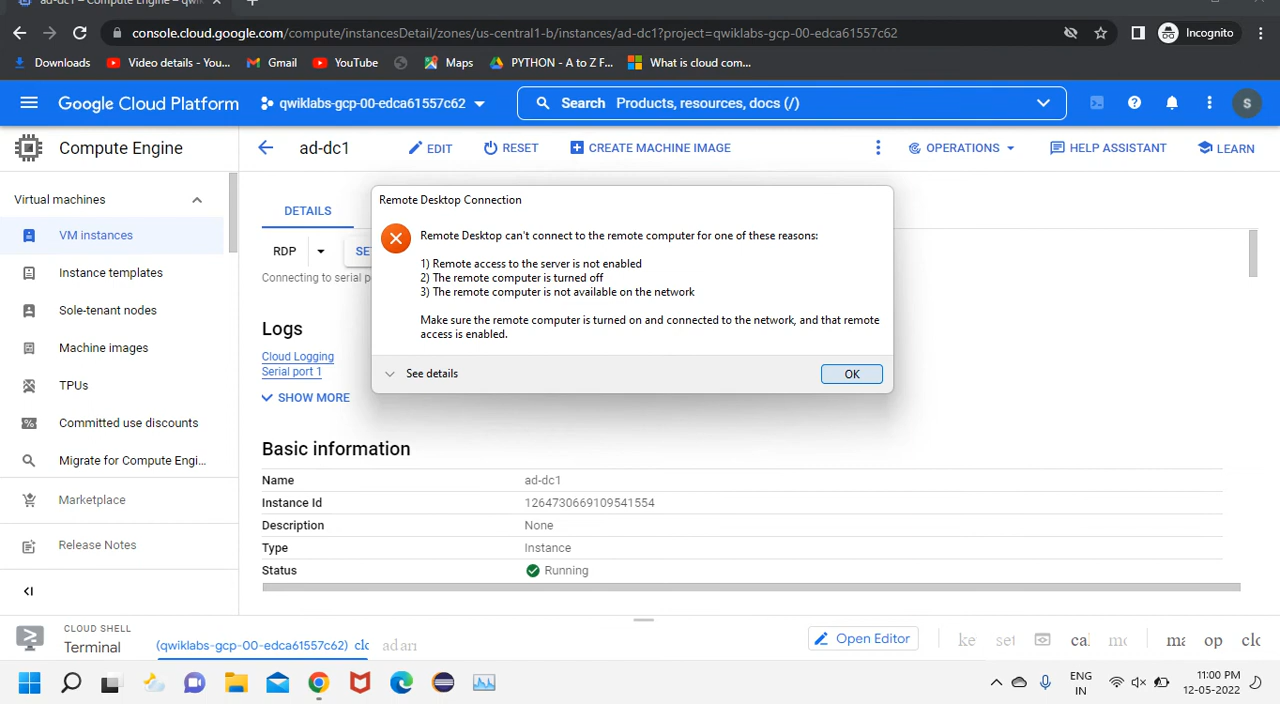 ad-dc1 – Compute Engine – qwi
console.cloud.google.com/compute/instancesDetail/zones/us-central1-b/instances/ad-dc1?project=qwiklabs-gcp-00-edca61557c62
Incognito
Downloads
Video details - You...
Gmail
YouTube
Maps
PYTHON - A to Z F...
What is cloud com...
Google Cloud Platform
qwiklabs-gcp-00-edca61557c62
Search Products, resources, docs (/)
S
Compute Engine
ad-dc1
EDIT
RESET
CREATE MACHINE IMAGE
OPERATIONS
HELP ASSISTANT
LEARN
Virtual machines
VM instances
Instance templates
Sole-tenant nodes
Machine images
TPUs
Committed use discounts
Migrate for Compute Engi...
Marketplace
Release Notes
DETAILS
RDP
SE
Connecting to serial po
Logs
Cloud Logging
Serial port 1
SHOW MORE
Remote Desktop Connection
Remote Desktop can't connect to the remote computer for one of these reasons:
1) Remote access to the server is not enabled
2) The remote computer is turned off
3) The remote computer is not available on the network
Make sure the remote computer is turned on and connected to the network, and that remote
access is enabled.
See details
OK
Basic information
Name ad-dc1
Instance Id 1264730669109541554
Description None
Type Instance
Status Running
CLOUD SHELL
Terminal
(qwiklabs-gcp-00-edca61557c62) clo
Open Editor
ke
set
mo
op
clo
ENG
IN
11:00 PM
12-05-2022